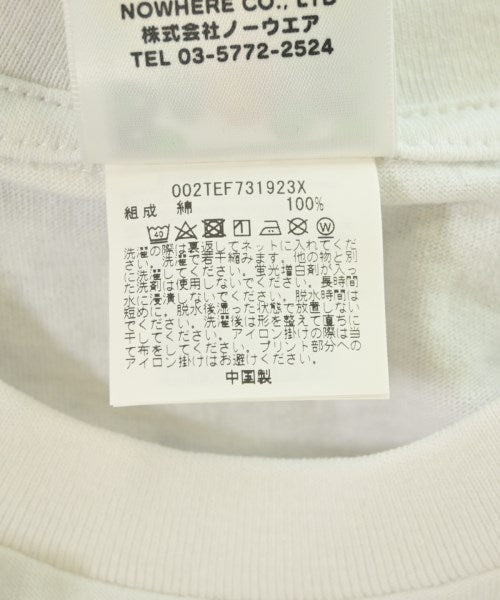 NOWHERE CO., LTD
株式会社ノーウエア
TEL 03-5772-2524
002TEF731923X
組成 綿 100%
40
W
洗濯の際は裏返してネットに入れてくだ
さい。洗濯で若干縮みます。他の物と別
に洗濯してください。蛍光増白剤が入っ
た洗剤は使用しないでください。長時間
水に浸漬しないでください。脱水時間は
短めに。脱水後湿った状態で放置しない
でください。洗濯後は形を整えて直ちに
干してください。アイロン掛けの際は当
て布をしてください。プリント部分への
アイロン掛けはお避けください。
中国製